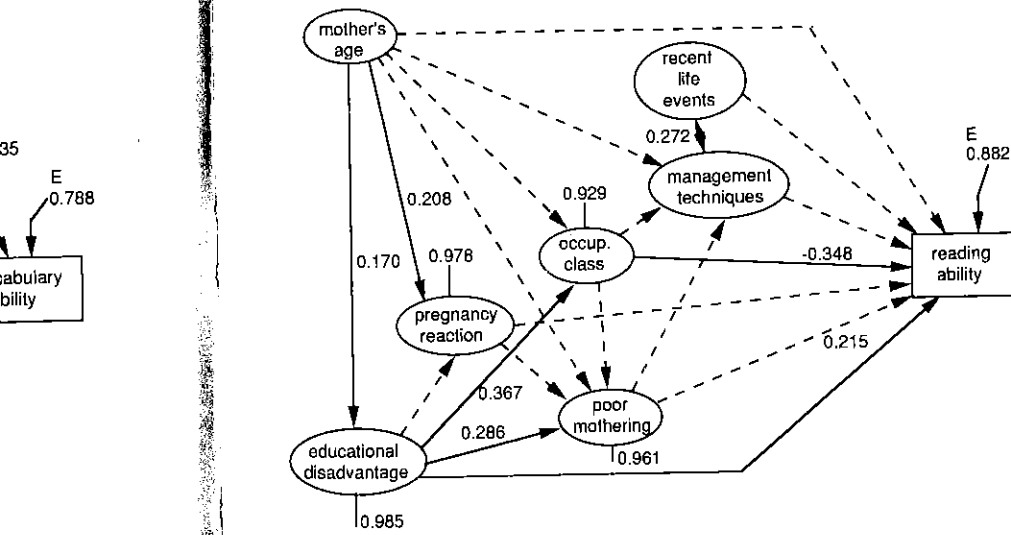 mother's
age
recent
life
events
0.272
E
0.882
35
E
0.788
management
techniques
0.208
0.929
occup.
class
-0.348
reading
ability
0.170
0.978
cabulary
bility
pregnancy
reaction
0.215
0.367
poor
mothering
0.286
educational
disadvantage
0.961
0.985